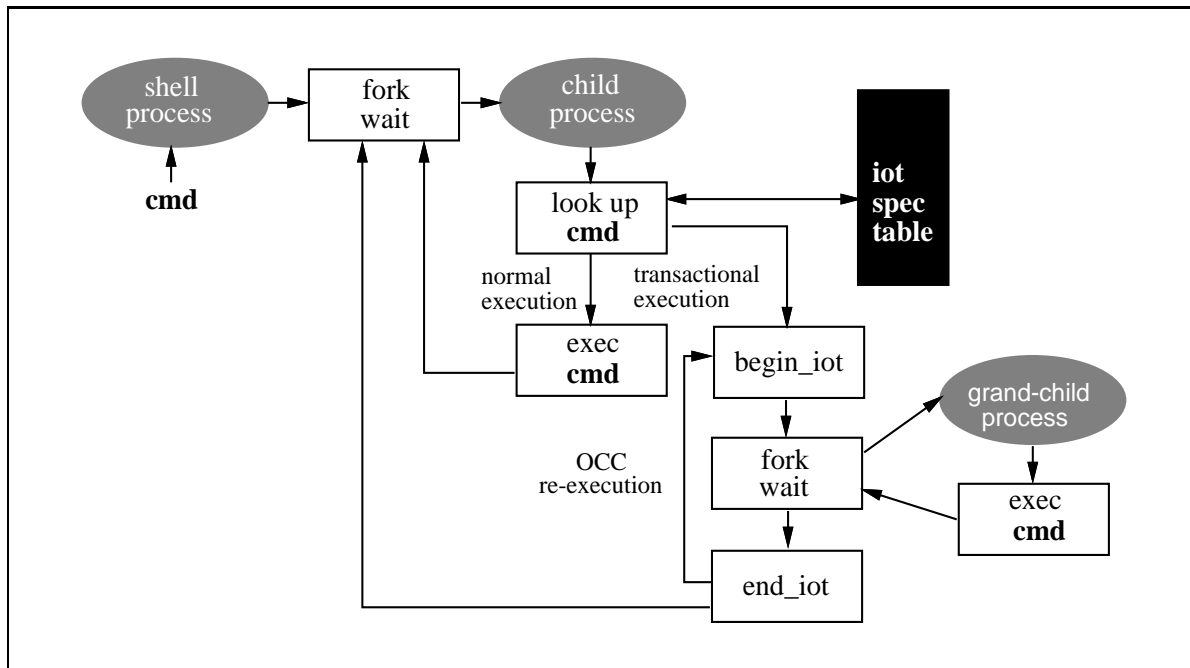 shell
process
fork
wait
child
process
cmd
look up
cmd
iot
spec
table
normal
execution
transactional
execution
exec
cmd
begin_iot
grand-child
process
OCC
re-execution
fork
wait
exec
cmd
end_iot